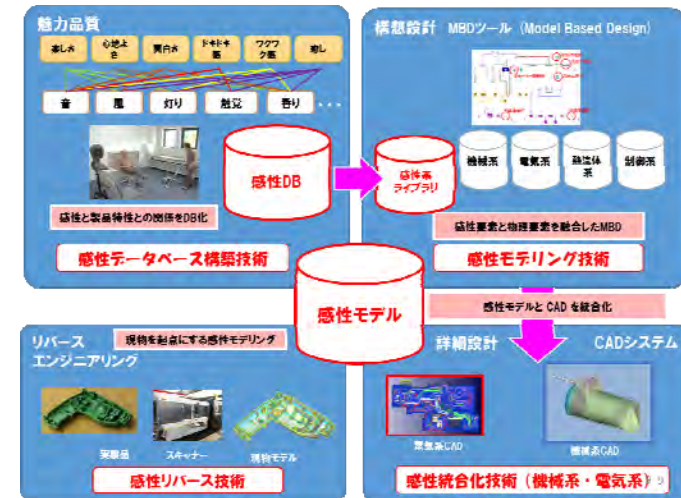 魅力品質
楽しさ
心地よ
さ
面白さ
ドキドキ
感
ワクワ
ク感
癒し
音
風
灯り
触覚
香り
・・・
感性DB
感性と製品特性との関係をDB化
感性データベース構築技術
構想設計 MBDツール (Model Based Design)
感性系
ライブラリ
機械系
電気系
熱流体
系
制御系
感性要素と物理要素を融合したMBD
感性モデリング技術
感性モデル
感性モデルと CAD を統合化
リバース
エンジニアリング
現物を起点にする感性モデリング
実製品
スキャナー
現物モデル
感性リバース技術
詳細設計
CADシステム
電気系CAD
機械系CAD
感性統合化技術（機械系・電気系）
9